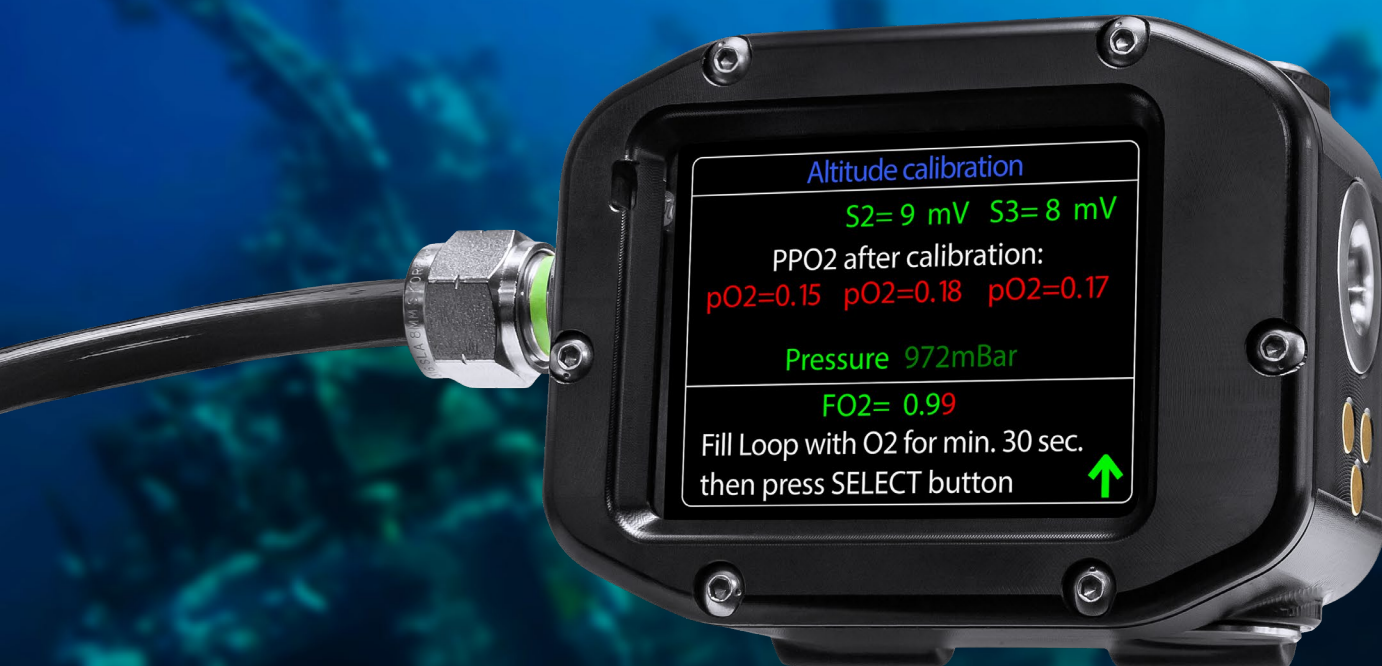 Altitude calibration
S2= 9 mV S3= 8 mV
PPO2 after calibration:
pO2=0.15 pO2=0.18 pO2=0.17
Pressure 972mBar
FO2= 0.99
Fill Loop with O2 for min. 30 sec.
then press SELECT button